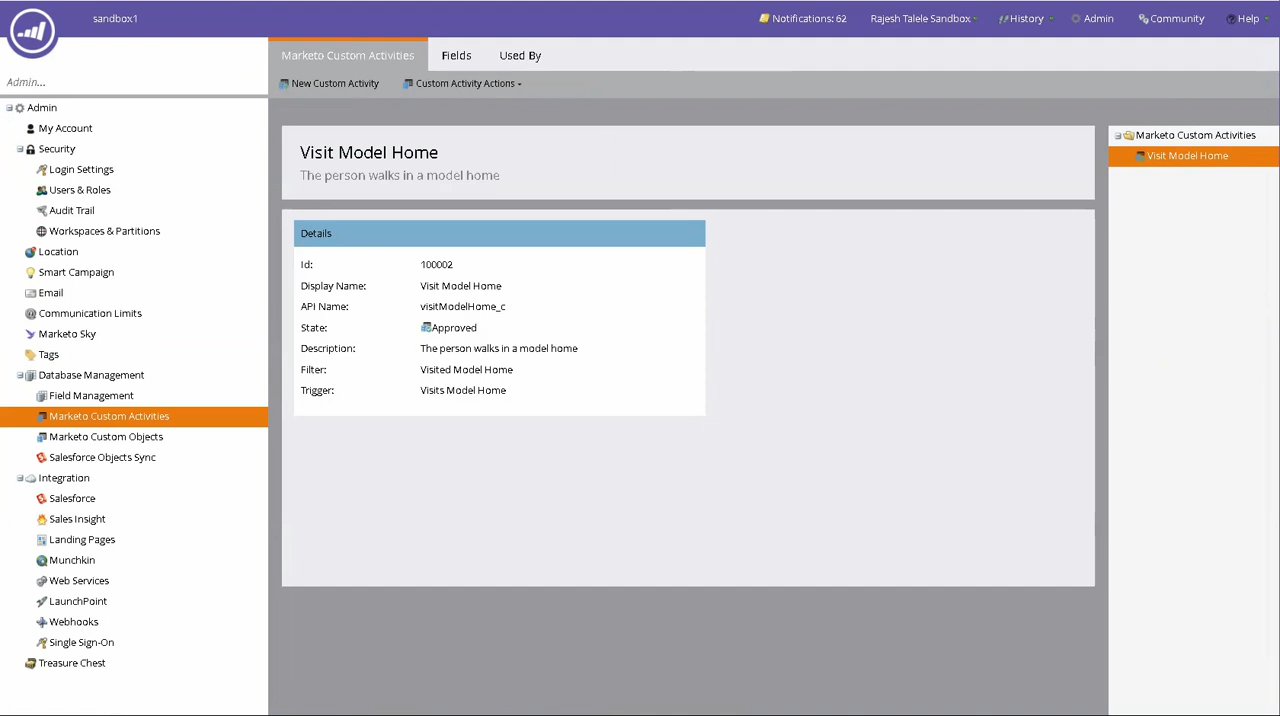 sandbox1
Notifications: 62
Rajesh Talele Sandbox
History
Admin
Community
Help
Admin...
Marketo Custom Activities
Fields
Used By
New Custom Activity
Custom Activity Actions
Admin
My Account
Security
Login Settings
Users & Roles
Audit Trail
Workspaces & Partitions
Location
Smart Campaign
Email
Communication Limits
Marketo Sky
Tags
Database Management
Field Management
Marketo Custom Activities
Marketo Custom Objects
Salesforce Objects Sync
Integration
Salesforce
Sales Insight
Landing Pages
Munchkin
Web Services
LaunchPoint
Webhooks
Single Sign-On
Treasure Chest
Visit Model Home
The person walks in a model home
Details
Id: 100002
Display Name: Visit Model Home
API Name: visitModelHome_c
State: Approved
Description: The person walks in a model home
Filter: Visited Model Home
Trigger: Visits Model Home
Marketo Custom Activities
Visit Model Home